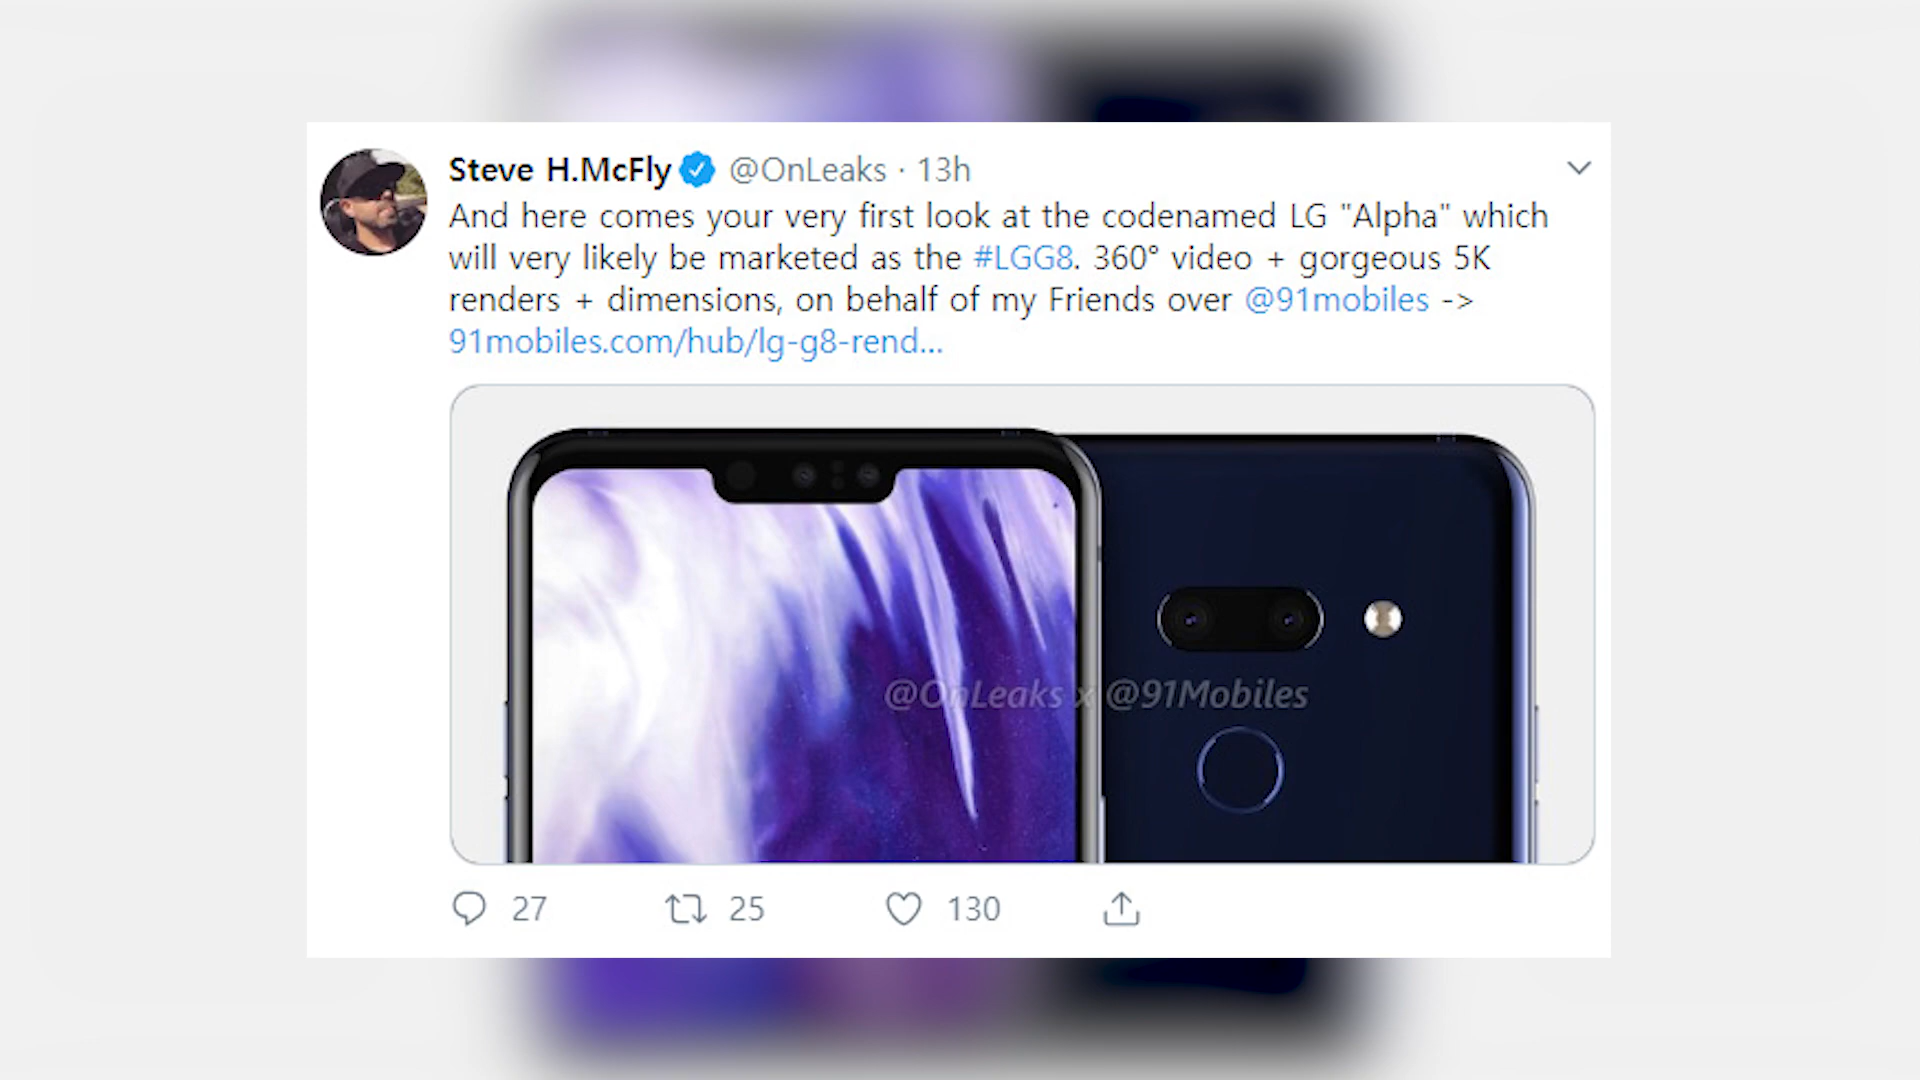 Steve H.McFly @OnLeaks · 13h
And here comes your very first look at the codenamed LG "Alpha" which
will very likely be marketed as the #LGG8. 360° video + gorgeous 5K
renders + dimensions, on behalf of my Friends over @91mobiles ->
91mobiles.com/hub/lg-g8-rend...
@OnLeaks x @91Mobiles
27 25 130